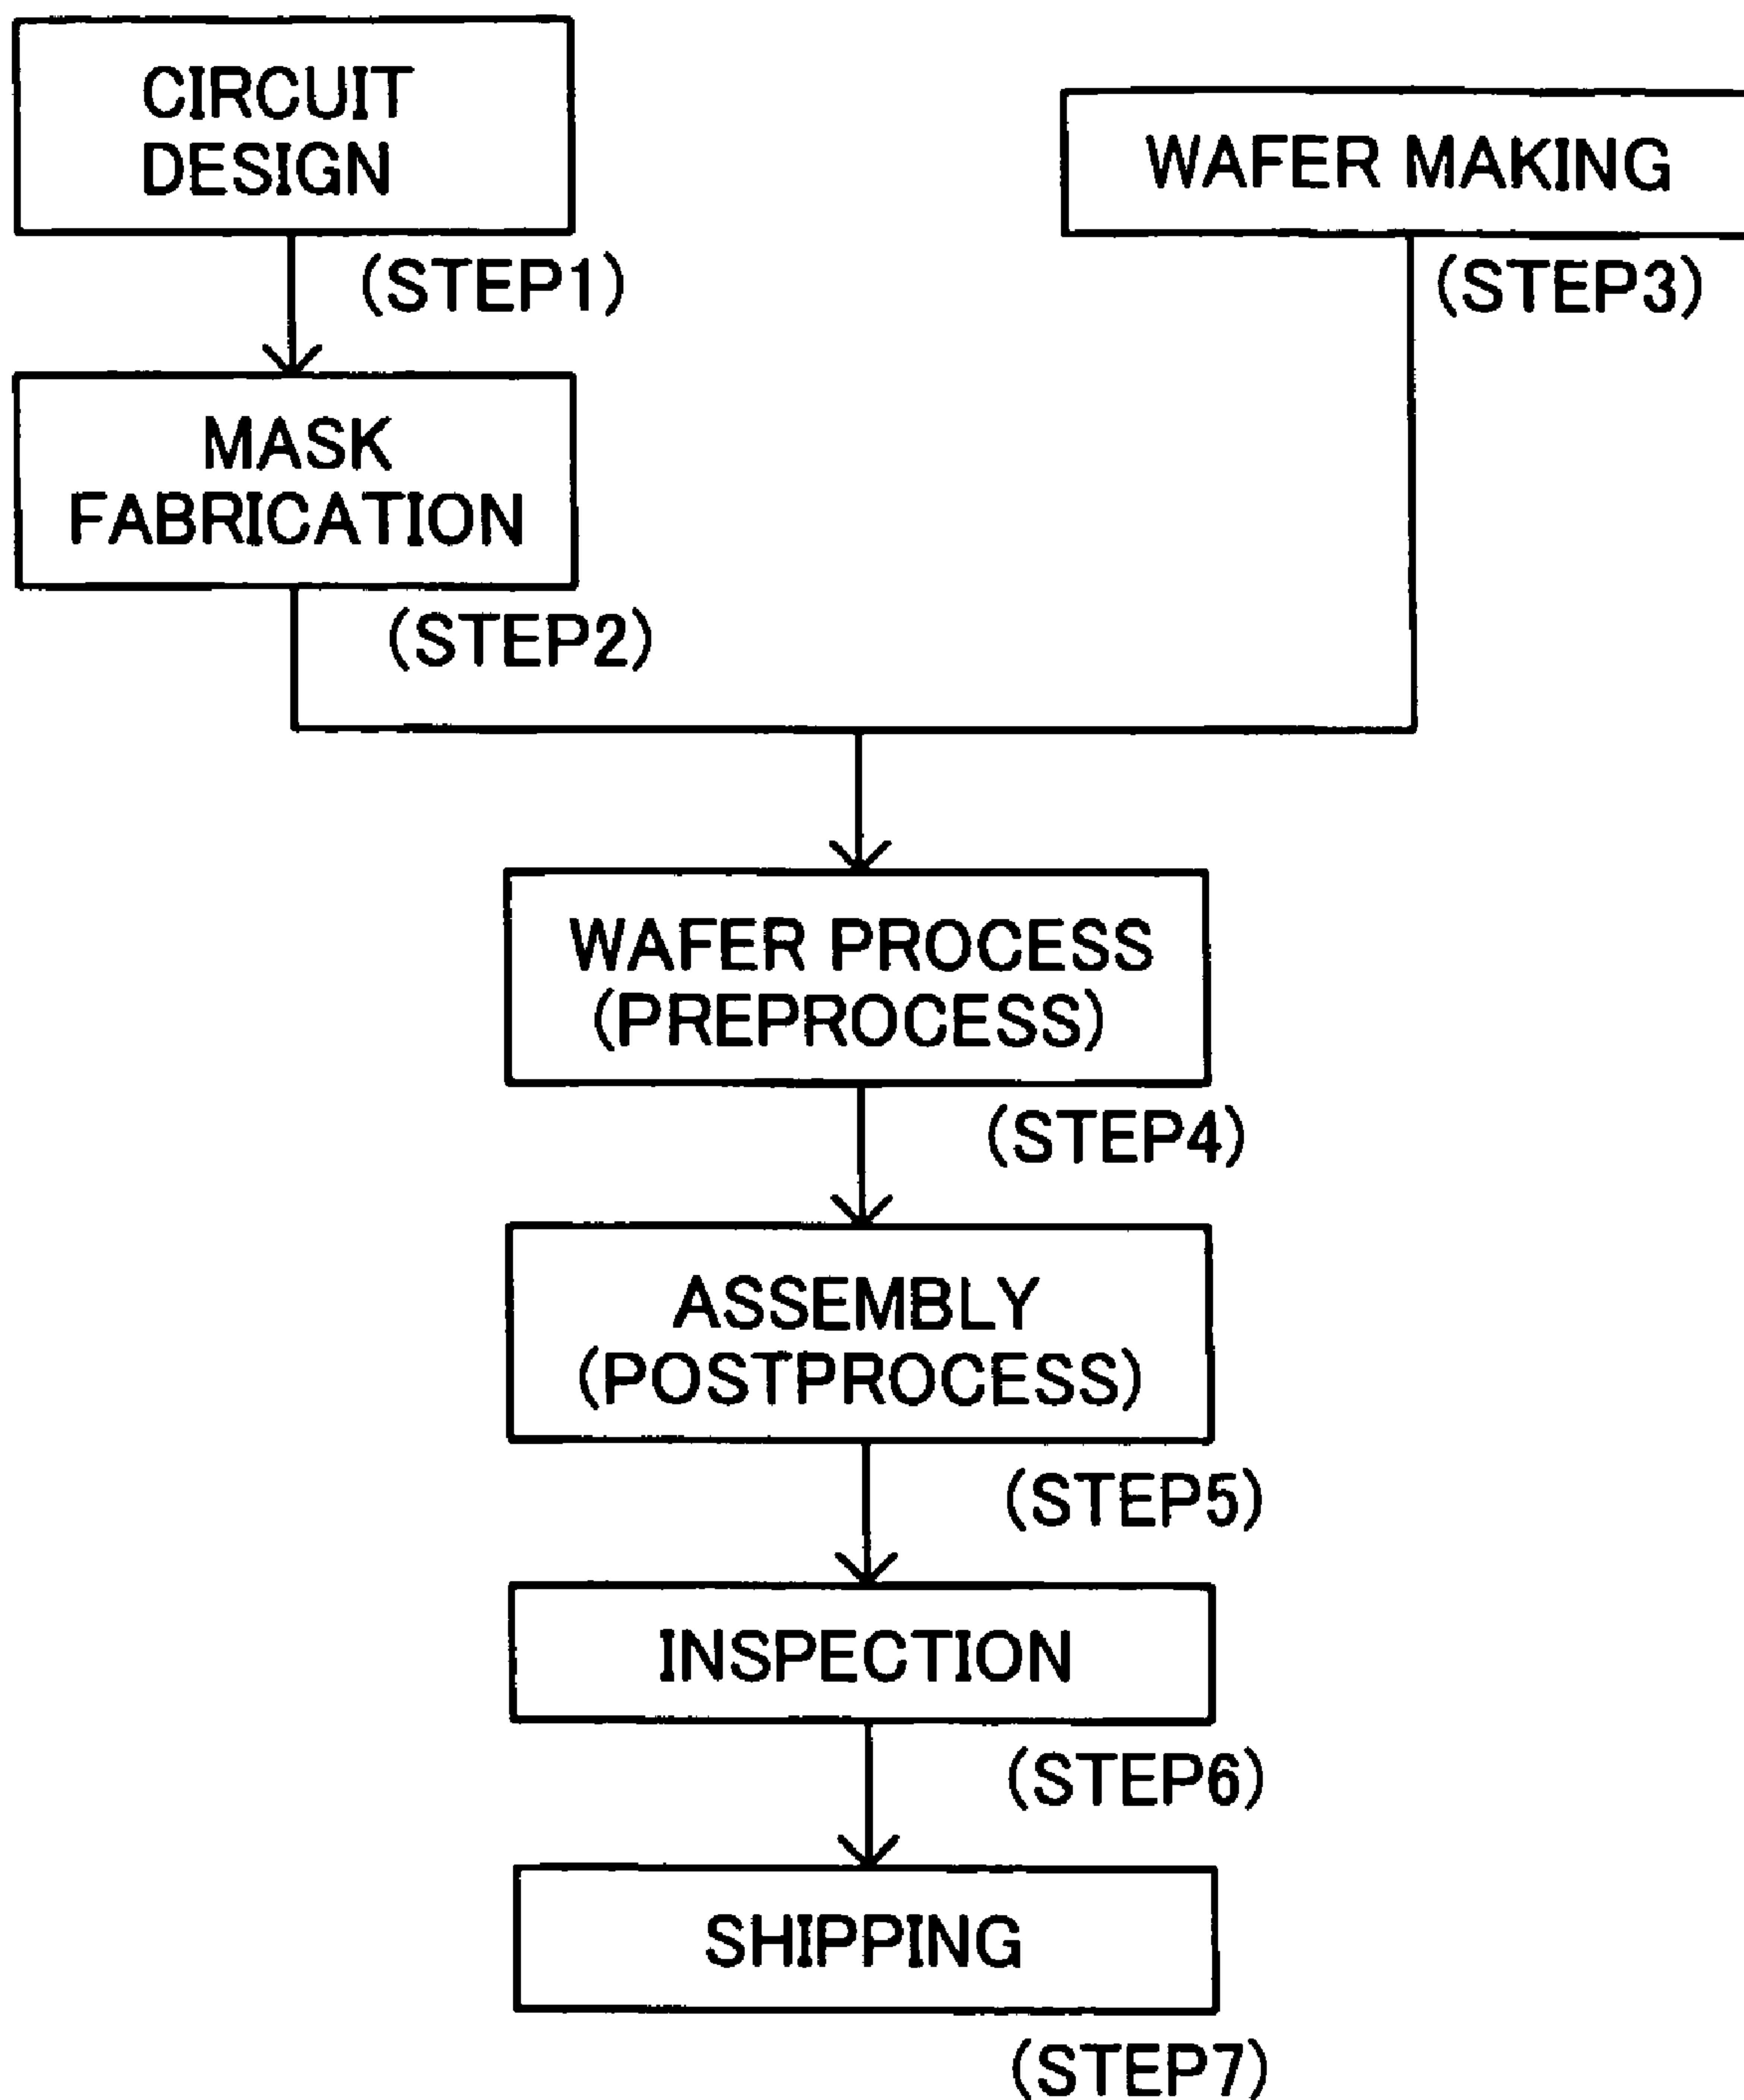 CIRCUIT
DESIGN
(STEP1)
MASK
FABRICATION
(STEP2)
WAFER MAKING
(STEP3)
WAFER PROCESS
(PREPROCESS)
(STEP4)
ASSEMBLY
(POSTPROCESS)
(STEP5)
INSPECTION
(STEP6)
SHIPPING
(STEP7)